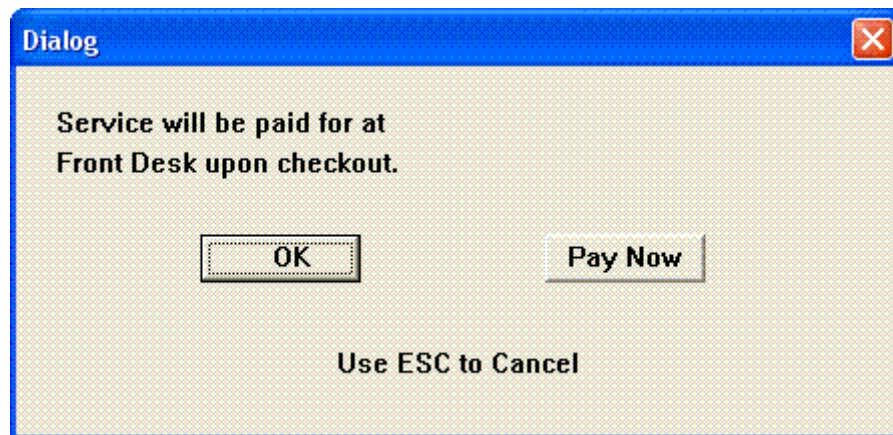 Dialog
Service will be paid for at
Front Desk upon checkout.
OK
Pay Now
Use ESC to Cancel